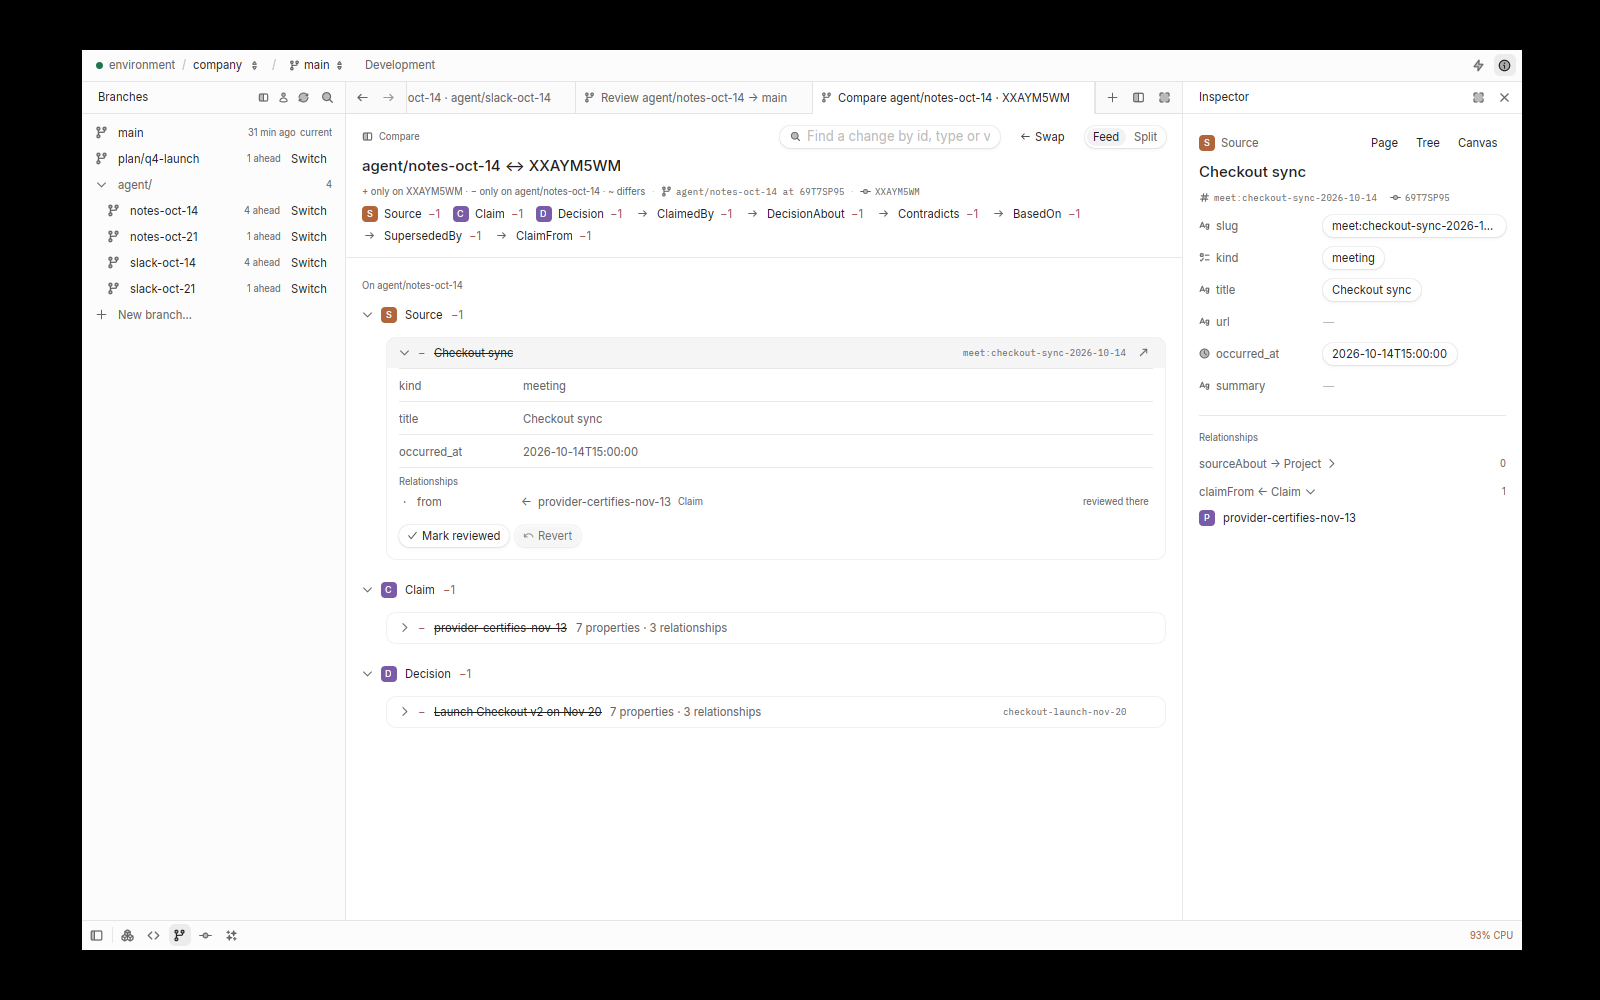 environment / company / main Development
Branches
main 31 min ago current
plan/q4-launch 1 ahead Switch
agent/ 4
notes-oct-14 4 ahead Switch
notes-oct-21 1 ahead Switch
slack-oct-14 4 ahead Switch
slack-oct-21 1 ahead Switch
New branch...
oct-14 · agent/slack-oct-14
Review agent/notes-oct-14 → main
Compare agent/notes-oct-14 · XXAYM5WM
Compare
Find a change by id, type or v
← Swap
Feed Split
agent/notes-oct-14 ↔ XXAYM5WM
+ only on XXAYM5WM · − only on agent/notes-oct-14 · ~ differs · agent/notes-oct-14 at 69T7SP95 · XXAYM5WM
S Source −1 C Claim −1 D Decision −1 → ClaimedBy −1 → DecisionAbout −1 → Contradicts −1 → BasedOn −1
→ SupersededBy −1 → ClaimFrom −1
On agent/notes-oct-14
S Source −1
− Checkout sync meet:checkout-sync-2026-10-14
kind meeting
title Checkout sync
occurred_at 2026-10-14T15:00:00
Relationships
· from ← provider-certifies-nov-13 Claim reviewed there
Mark reviewed Revert
C Claim −1
− provider-certifies-nov-13 7 properties · 3 relationships
D Decision −1
− Launch Checkout v2 on Nov 20 7 properties · 3 relationships checkout-launch-nov-20
Inspector
S Source Page Tree Canvas
Checkout sync
# meet:checkout-sync-2026-10-14 69T7SP95
Ag slug meet:checkout-sync-2026-1...
kind meeting
Ag title Checkout sync
Ag url —
occurred_at 2026-10-14T15:00:00
Ag summary —
Relationships
sourceAbout → Project 0
claimFrom ← Claim 1
P provider-certifies-nov-13
93% CPU